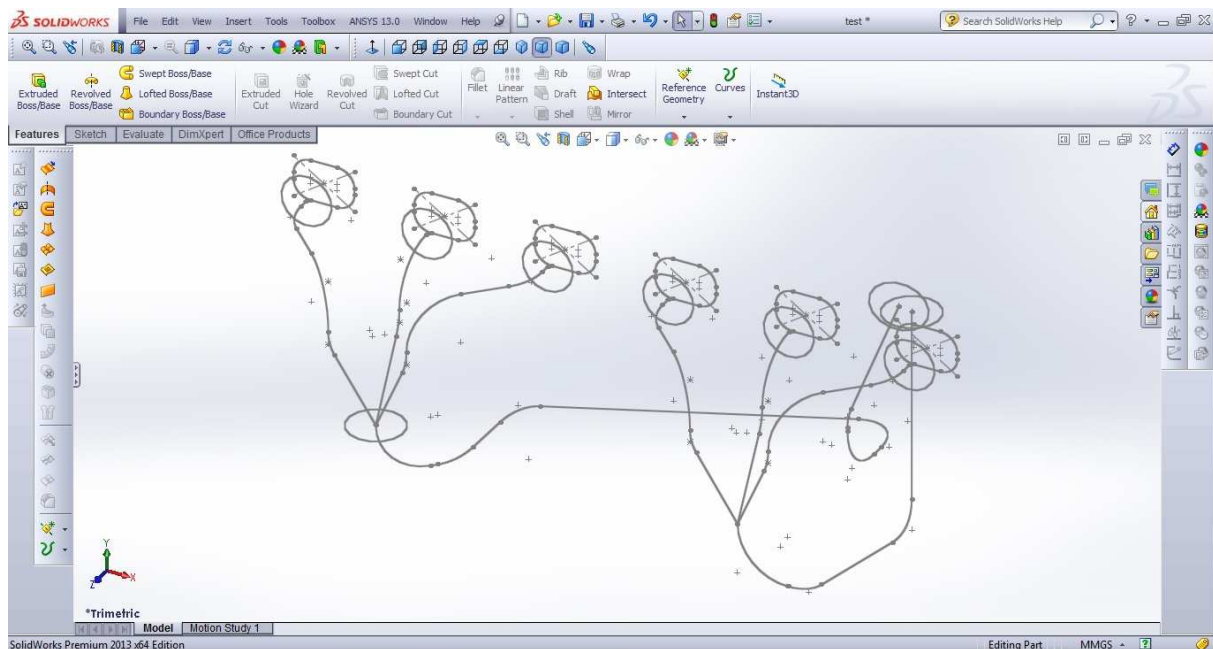 SOLIDWORKS File Edit View Insert Tools Toolbox ANSYS 13.0 Window Help test * Search SolidWorks Help
Extruded Boss/Base
Revolved Boss/Base
Swept Boss/Base
Lofted Boss/Base
Boundary Boss/Base
Extruded Cut
Hole Wizard
Revolved Cut
Swept Cut
Lofted Cut
Boundary Cut
Fillet
Linear Pattern
Rib
Draft
Shell
Wrap
Intersect
Mirror
Reference Geometry
Curves
Instant3D
Features Sketch Evaluate DimXpert Office Products
Y
X
Z
*Trimetric
Model Motion Study 1
SolidWorks Premium 2013 x64 Edition Editing Part MMGS